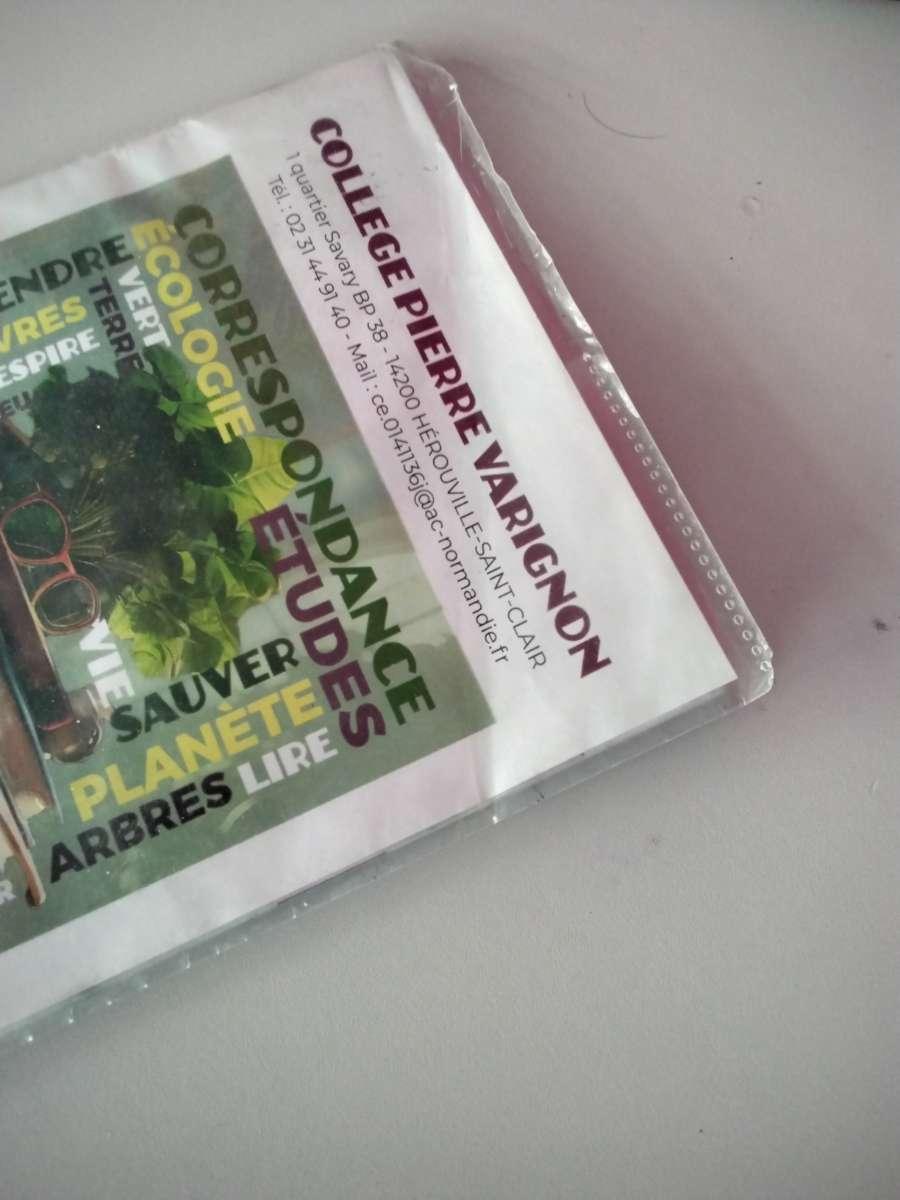 COLLEGE PIERRE VARIGNON
1 quartier Savary BP 38 - 14200 HÉROUVILLE-SAINT-CLAIR
Tél. : 02 31 44 91 40 - Mail : ce.0141136j@ac-normandie.fr
CORRESPONDANCE
ÉCOLOGIE
VERT
TERRE
ENDRE
VRES
ESPIRE
ÉTUDES
VIE
SAUVER
PLANÈTE
LIRE
ARBRES